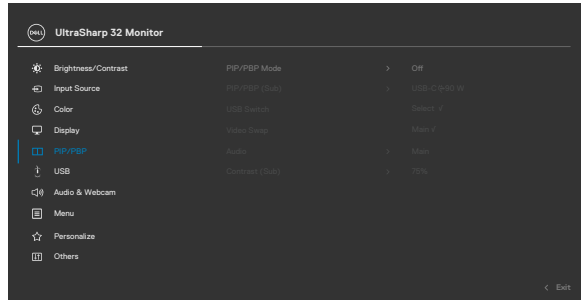 DELL UltraSharp 32 Monitor
Brightness/Contrast PIP/PBP Mode > Off
Input Source PIP/PBP (Sub) > USB-C 90 W
Color USB Switch Select √
Display Video Swap Main √
PIP/PBP Audio > Main
USB Contrast (Sub) > 75%
Audio & Webcam
Menu
Personalize
Others
< Exit